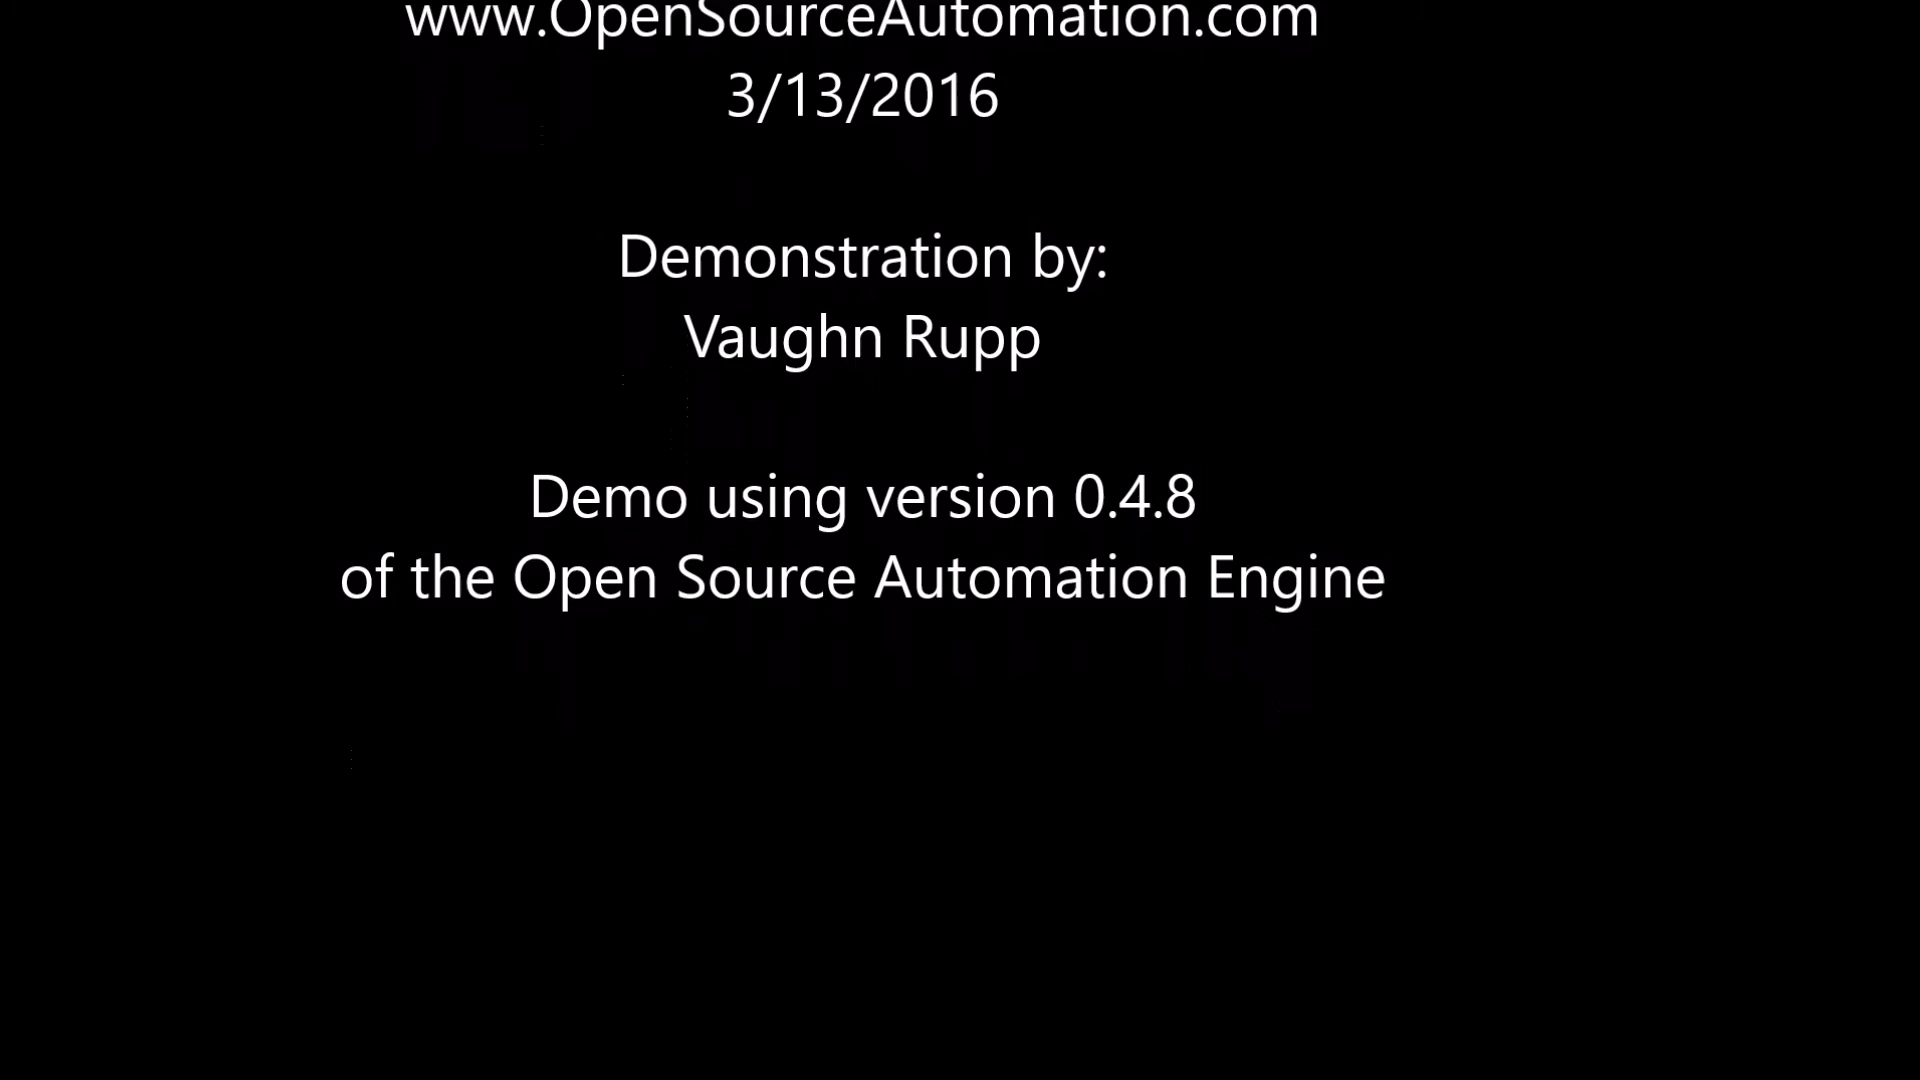 www.OpenSourceAutomation.com
3/13/2016
Demonstration by:
Vaughn Rupp
Demo using version 0.4.8
of the Open Source Automation Engine